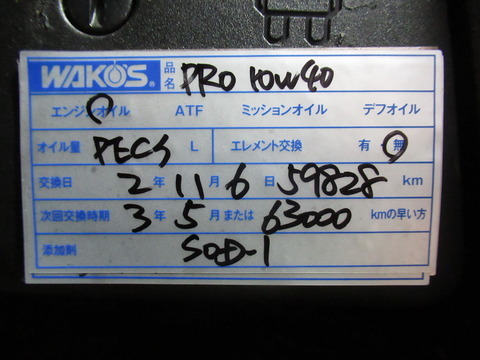 WAKO'S® 品名 PRO 10W40
エンジンオイル ATF ミッションオイル デフオイル
オイル量 PECS L エレメント交換 有 無
交換日 2年 11月 6日 59828 km
次回交換時期 3年 5月または 63000 kmの早い方
添加剤 SOD-1